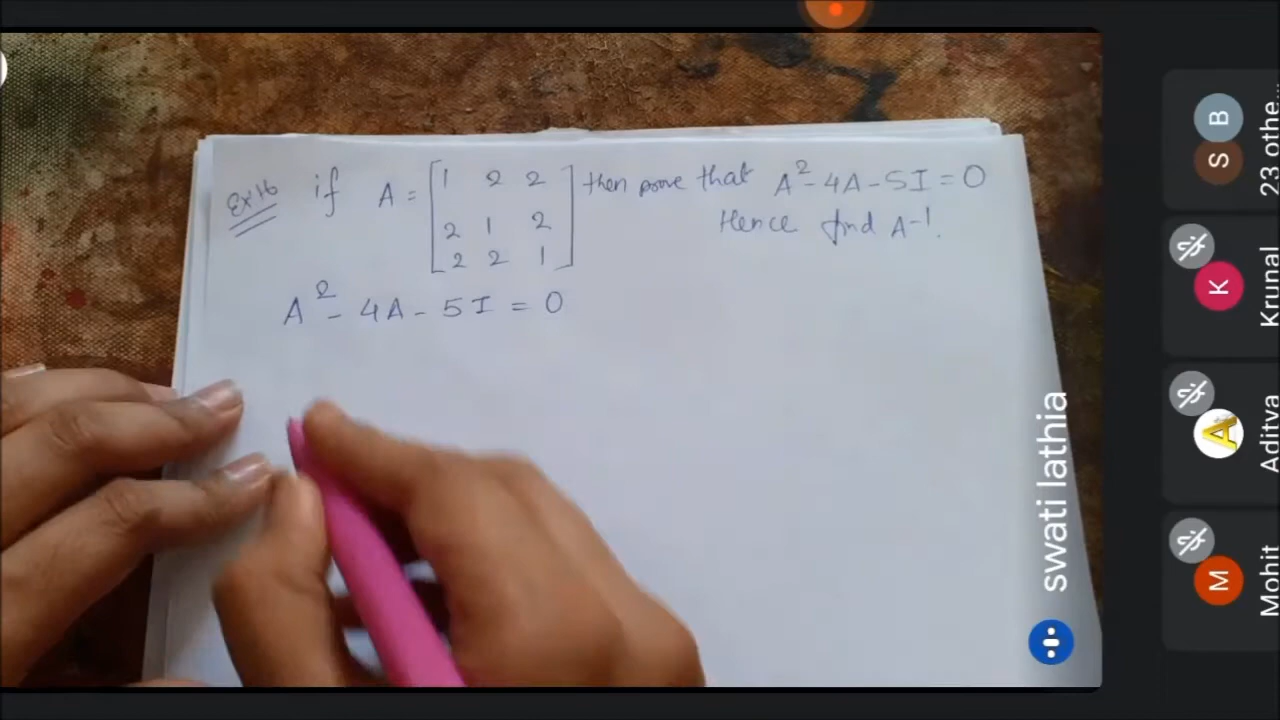 Ex 16 if A = [ 1 2 2 ] then prove that A² - 4A - 5I = 0
2 1 2 Hence find A-1.
2 2 1
A² - 4A - 5I = 0
swati lathia
B
S
23 othe...
K
Krunal
A
Aditva
M
Mohit